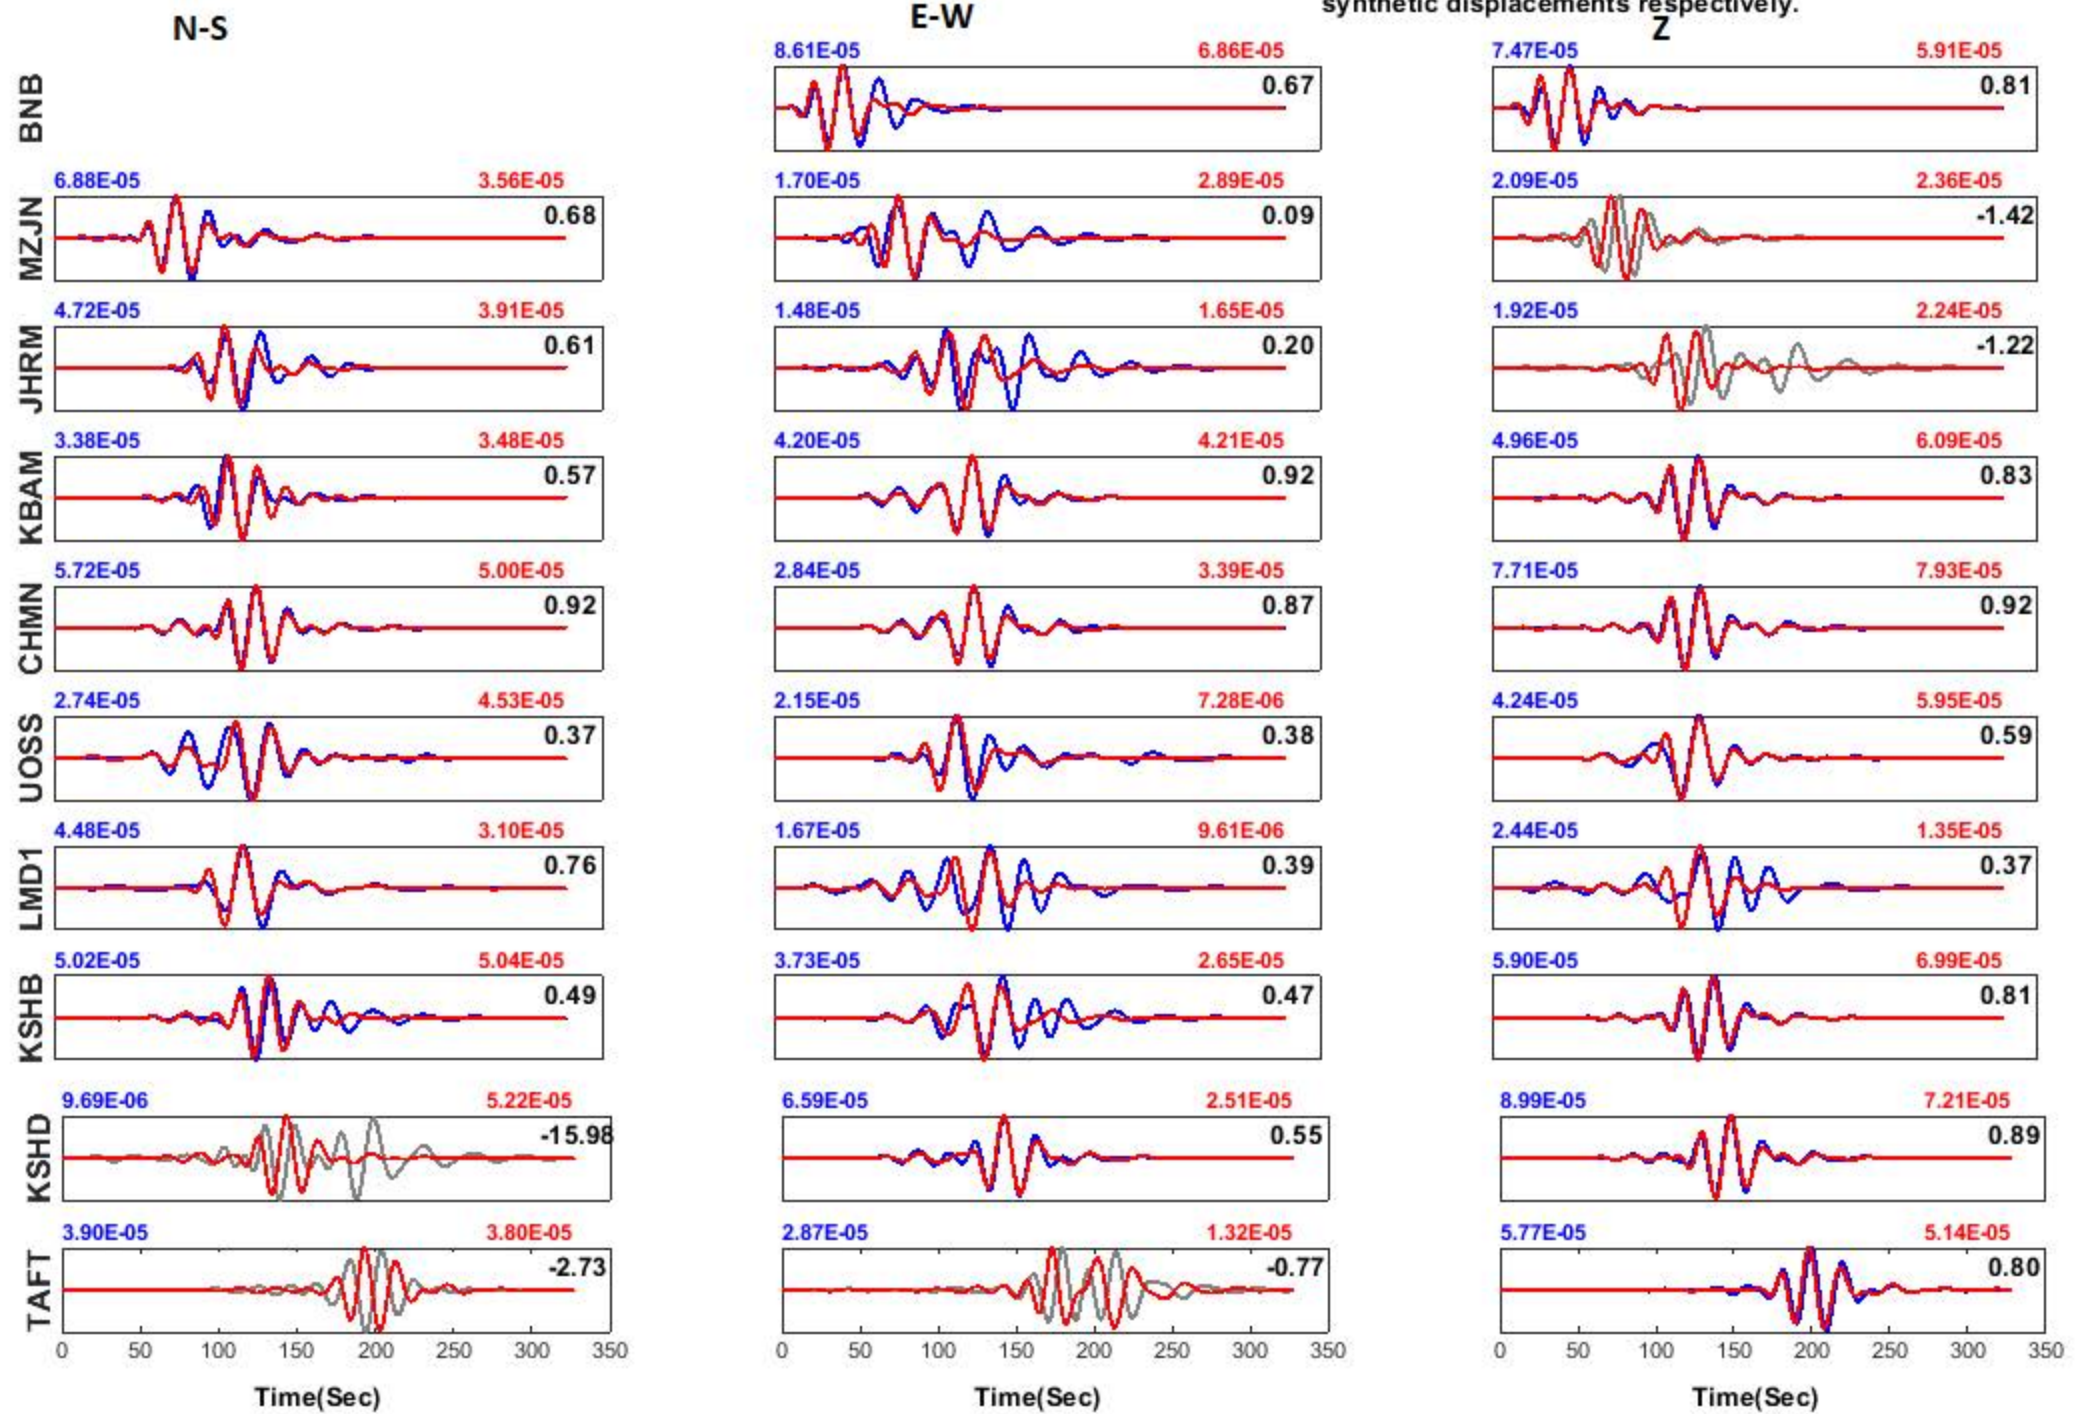 synthetic displacements respectively.
N-S E-W Z
8.61E-05 6.86E-05 7.47E-05 5.91E-05
BNB 0.67 0.81
6.88E-05 3.56E-05 1.70E-05 2.89E-05 2.09E-05 2.36E-05
MZJN 0.68 0.09 -1.42
4.72E-05 3.91E-05 1.48E-05 1.65E-05 1.92E-05 2.24E-05
JHRM 0.61 0.20 -1.22
3.38E-05 3.48E-05 4.20E-05 4.21E-05 4.96E-05 6.09E-05
KBAM 0.57 0.92 0.83
5.72E-05 5.00E-05 2.84E-05 3.39E-05 7.71E-05 7.93E-05
CHMN 0.92 0.87 0.92
2.74E-05 4.53E-05 2.15E-05 7.28E-06 4.24E-05 5.95E-05
UOSS 0.37 0.38 0.59
4.48E-05 3.10E-05 1.67E-05 9.61E-06 2.44E-05 1.35E-05
LMD1 0.76 0.39 0.37
5.02E-05 5.04E-05 3.73E-05 2.65E-05 5.90E-05 6.99E-05
KSHB 0.49 0.47 0.81
9.69E-06 5.22E-05 6.59E-05 2.51E-05 8.99E-05 7.21E-05
KSHD -15.98 0.55 0.89
3.90E-05 3.80E-05 2.87E-05 1.32E-05 5.77E-05 5.14E-05
TAFT -2.73 -0.77 0.80
0 50 100 150 200 250 300 350 0 50 100 150 200 250 300 350 0 50 100 150 200 250 300 350
Time(Sec) Time(Sec) Time(Sec)